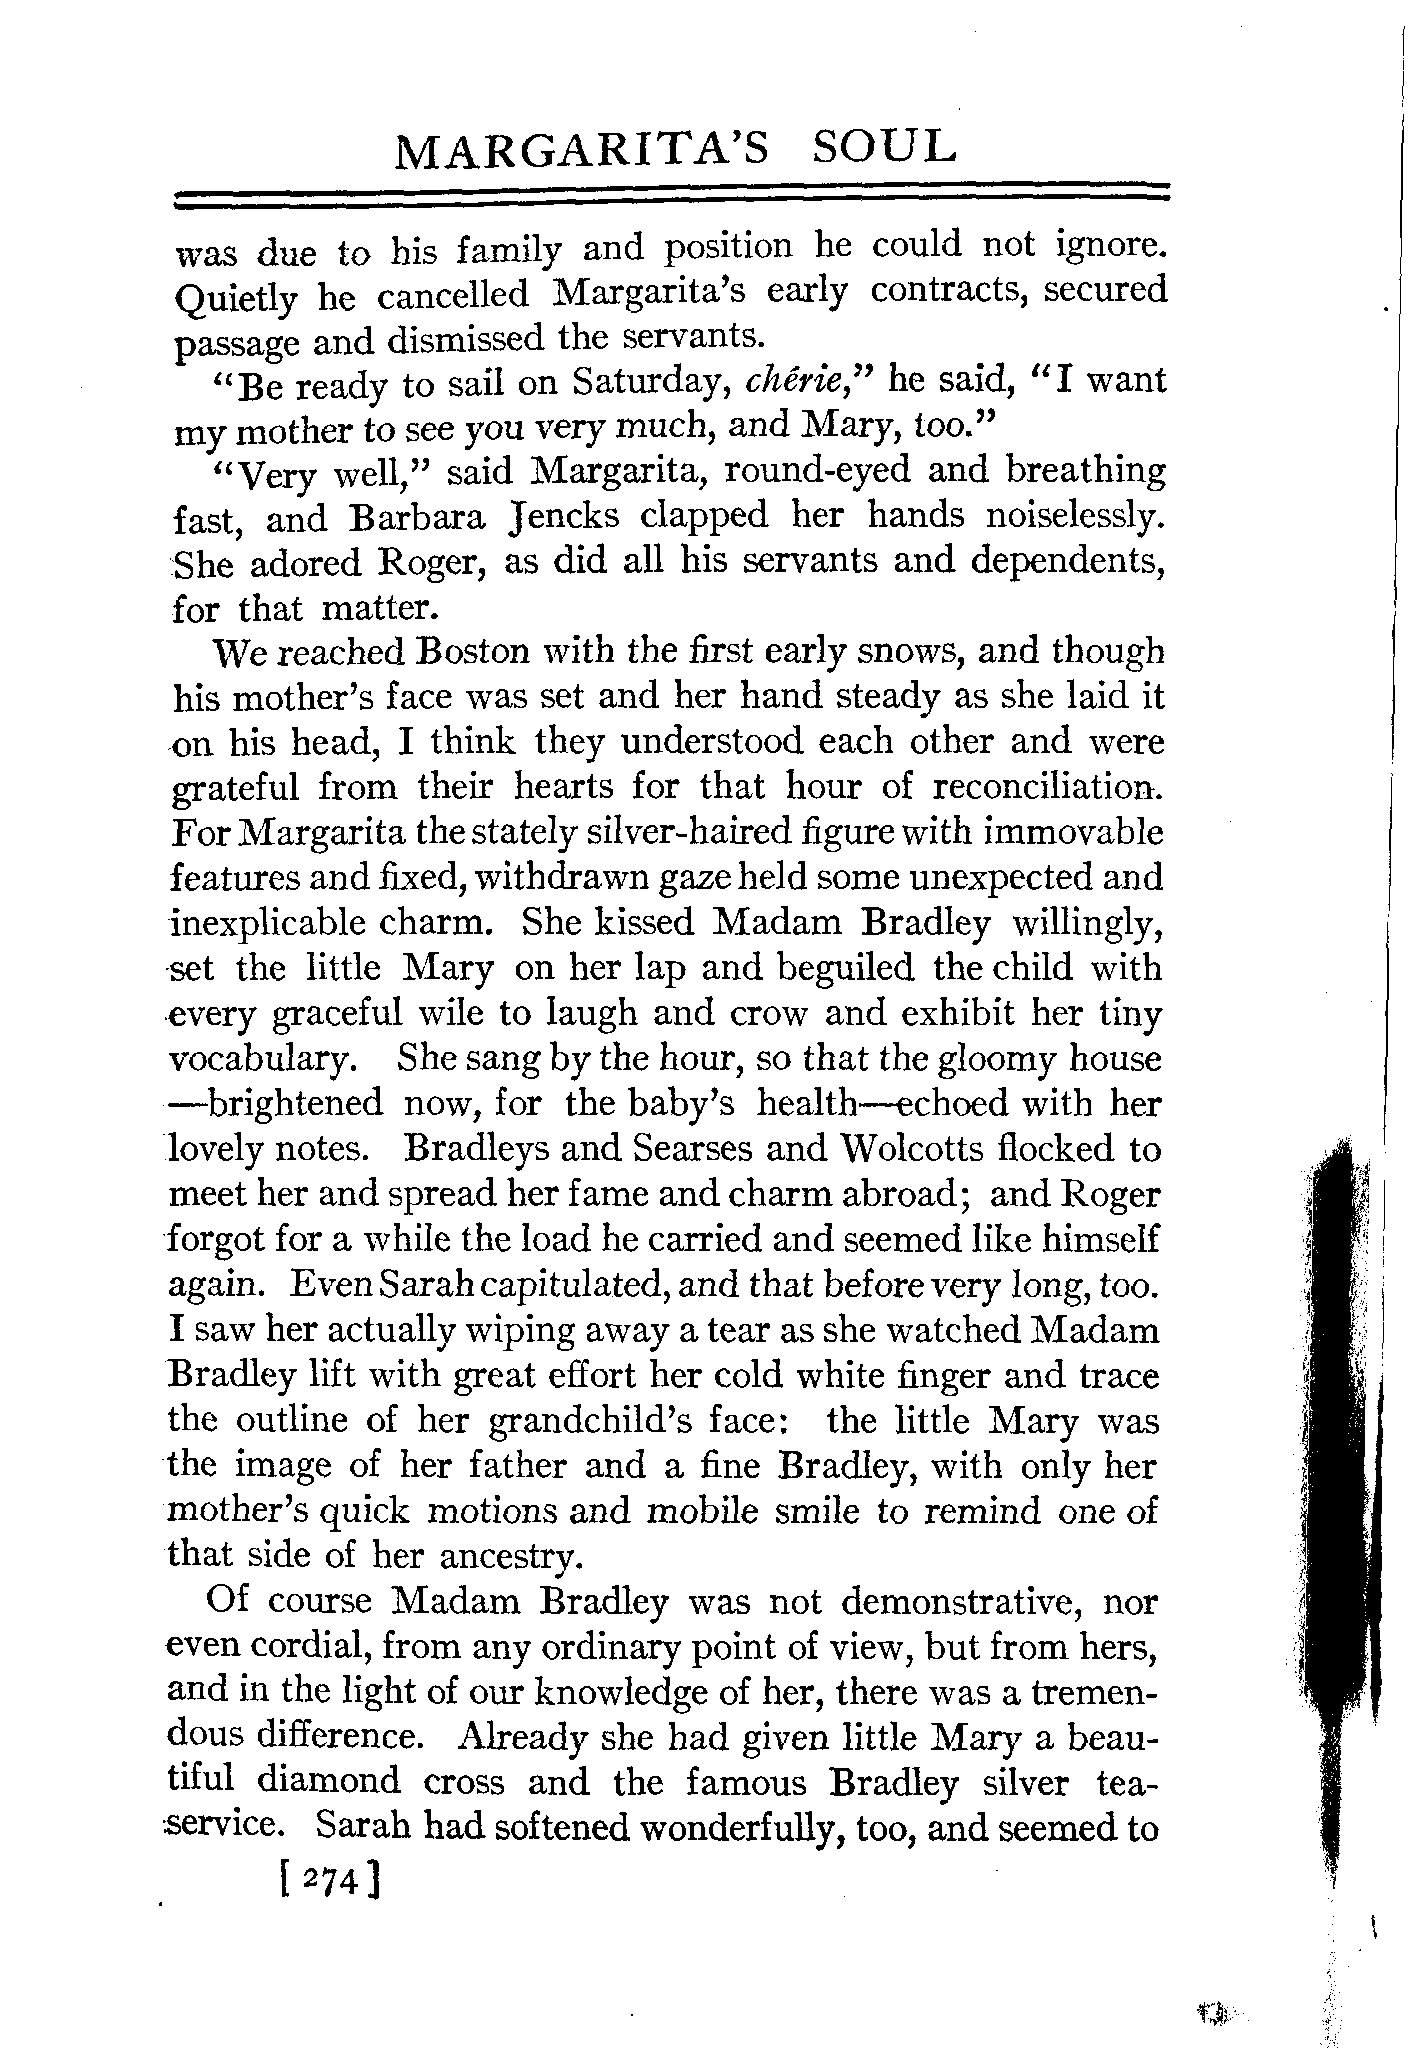 MARGARITA'S SOUL
was due to his family and position he could not ignore.
Quietly he cancelled Margarita's early contracts, secured
passage and dismissed the servants.
"Be ready to sail on Saturday, chérie," he said, "I want
my mother to see you very much, and Mary, too."
"Very well," said Margarita, round-eyed and breathing
fast, and Barbara Jencks clapped her hands noiselessly.
She adored Roger, as did all his servants and dependents,
for that matter.
We reached Boston with the first early snows, and though
his mother's face was set and her hand steady as she laid it
on his head, I think they understood each other and were
grateful from their hearts for that hour of reconciliation.
For Margarita the stately silver-haired figure with immovable
features and fixed, withdrawn gaze held some unexpected and
inexplicable charm. She kissed Madam Bradley willingly,
set the little Mary on her lap and beguiled the child with
every graceful wile to laugh and crow and exhibit her tiny
vocabulary. She sang by the hour, so that the gloomy house
—brightened now, for the baby's health—echoed with her
lovely notes. Bradleys and Searses and Wolcotts flocked to
meet her and spread her fame and charm abroad; and Roger
forgot for a while the load he carried and seemed like himself
again. Even Sarah capitulated, and that before very long, too.
I saw her actually wiping away a tear as she watched Madam
Bradley lift with great effort her cold white finger and trace
the outline of her grandchild's face: the little Mary was
the image of her father and a fine Bradley, with only her
mother's quick motions and mobile smile to remind one of
that side of her ancestry.
Of course Madam Bradley was not demonstrative, nor
even cordial, from any ordinary point of view, but from hers,
and in the light of our knowledge of her, there was a tremen-
dous difference. Already she had given little Mary a beau-
tiful diamond cross and the famous Bradley silver tea-
service. Sarah had softened wonderfully, too, and seemed to
[ 274 ]